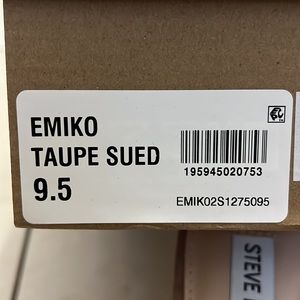 EMIKO
TAUPE SUED
9.5
195945020753
EMIK02S1275095
STEVE